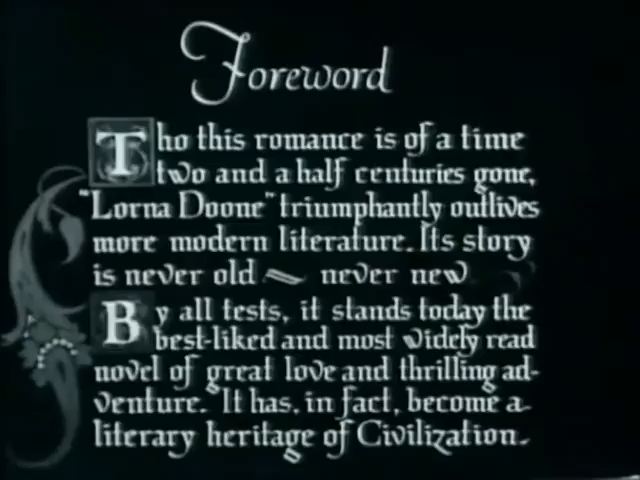 Foreword
Tho this romance is of a time
two and a half centuries gone,
"Lorna Doone" triumphantly outlives
more modern literature. Its story
is never old ~ never new
By all tests, it stands today the
best-liked and most widely read
novel of great love and thrilling ad-
venture. It has, in fact, become a
literary heritage of Civilization.